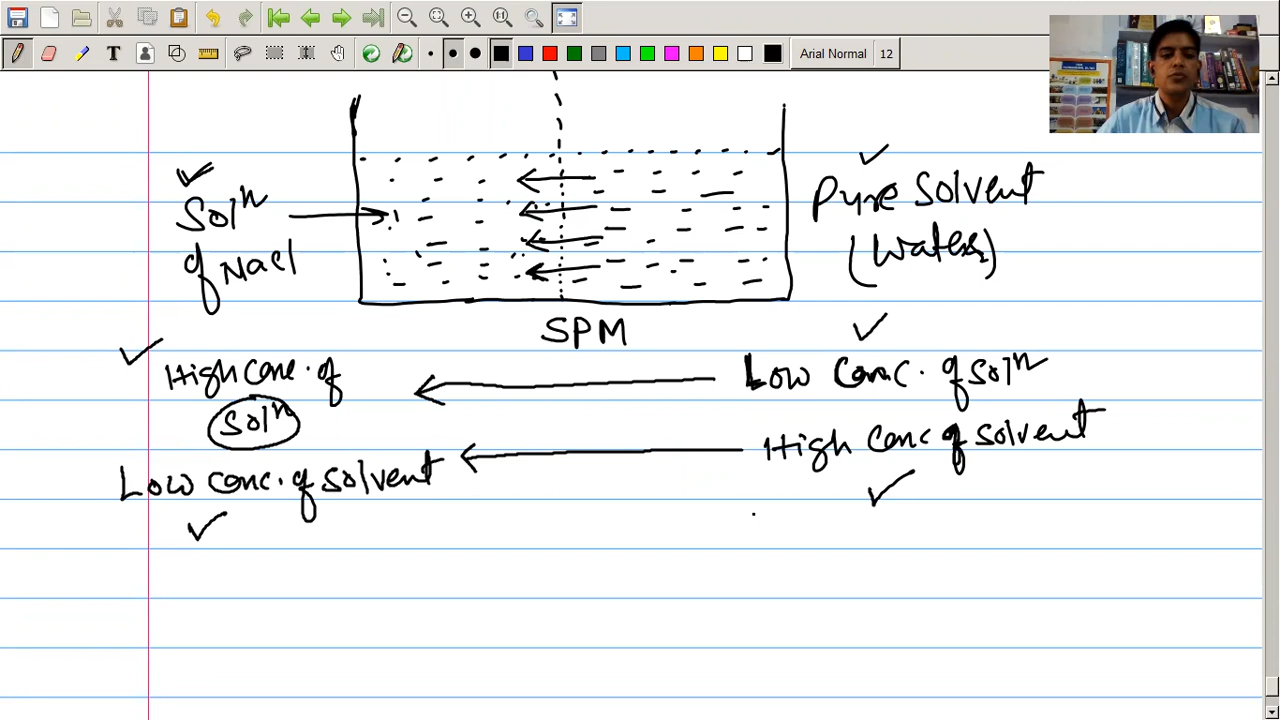 Arial Normal 12
Soln
of NaCl
Pure Solvent
(Water)
SPM
High conc. of
Soln
Low conc. of Soln
Low conc. of solvent
High conc of solvent